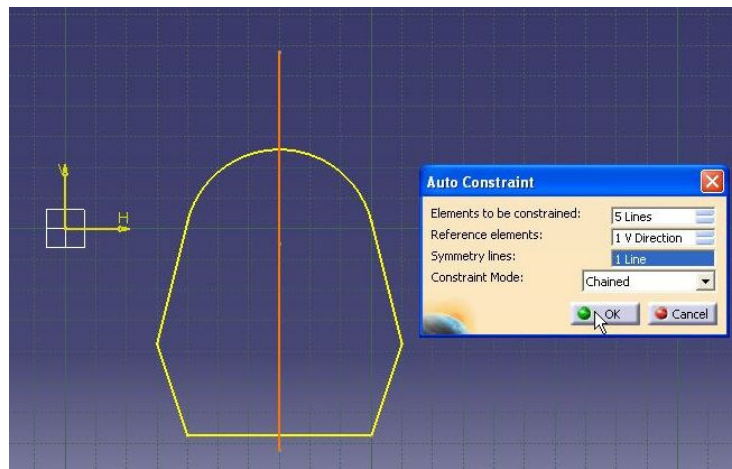 V
H
Auto Constraint
Elements to be constrained: 5 Lines
Reference elements: 1 V Direction
Symmetry lines: 1 Line
Constraint Mode: Chained
OK Cancel